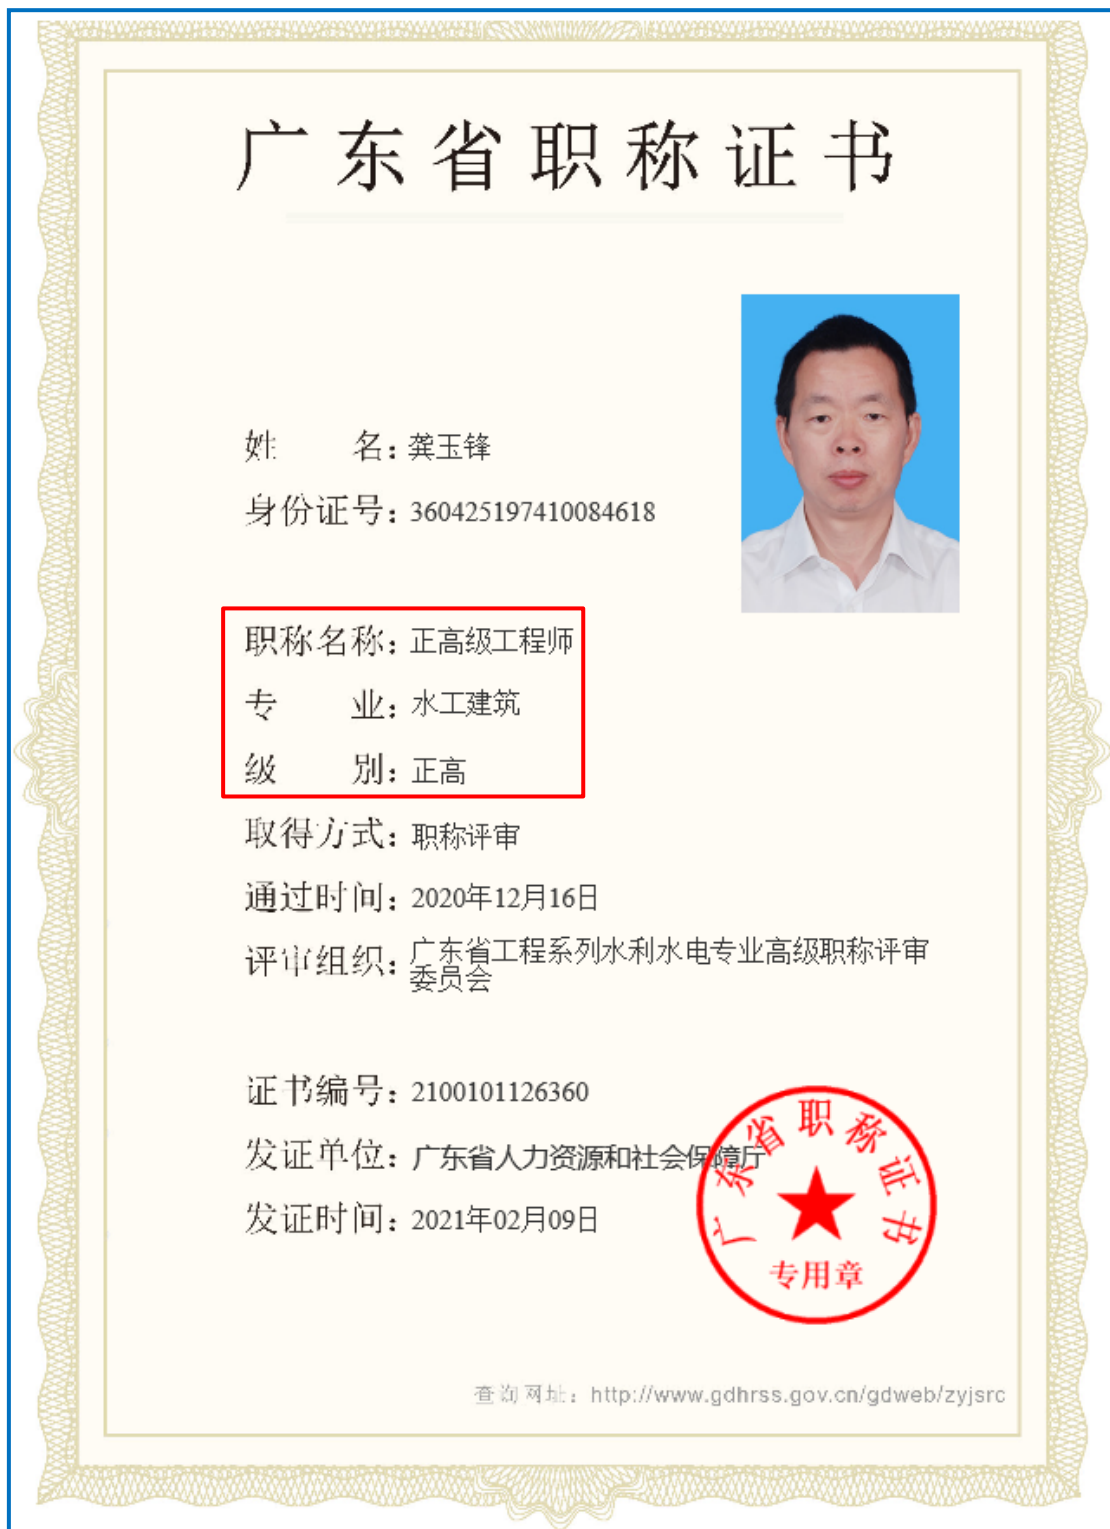 广东省职称证书
姓 名：龚玉锋
身份证号：360425197410084618
职称名称：正高级工程师
专 业：水工建筑
级 别：正高
取得方式：职称评审
通过时间：2020年12月16日
评审组织：广东省工程系列水利水电专业高级职称评审
委员会
证书编号：2100101126360
发证单位：广东省人力资源和社会保障厅
发证时间：2021年02月09日
广东省职称证书
专用章
查询网址：http://www.gdhrss.gov.cn/gdweb/zyjsrc